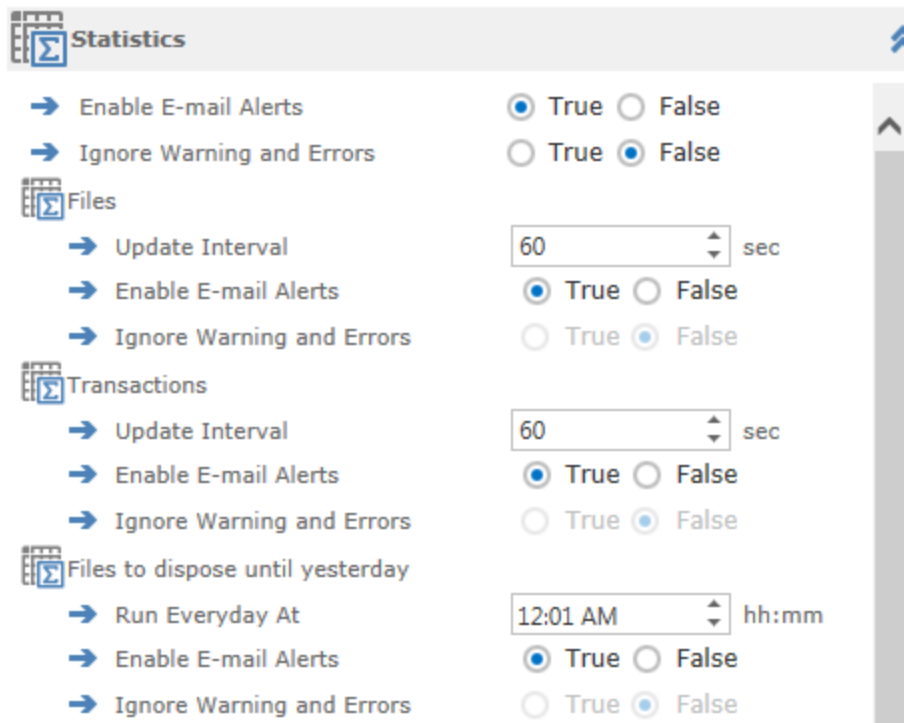 Statistics
Enable E-mail Alerts True False
Ignore Warning and Errors True False
Files
Update Interval 60 sec
Enable E-mail Alerts True False
Ignore Warning and Errors True False
Transactions
Update Interval 60 sec
Enable E-mail Alerts True False
Ignore Warning and Errors True False
Files to dispose until yesterday
Run Everyday At 12:01 AM hh:mm
Enable E-mail Alerts True False
Ignore Warning and Errors True False